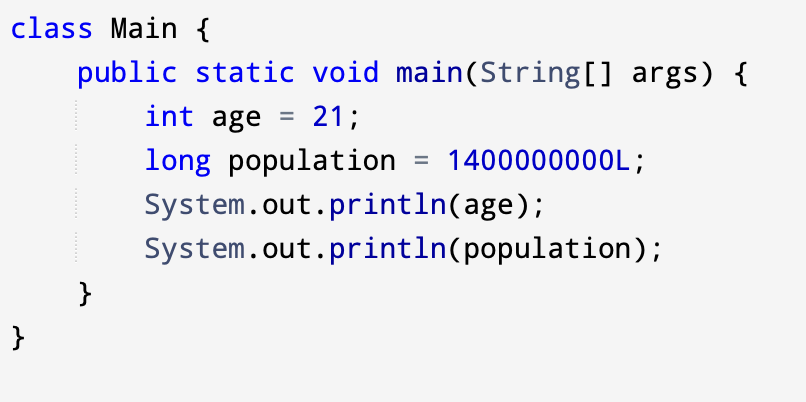 class Main {
    public static void main(String[] args) {
        int age = 21;
        long population = 1400000000L;
        System.out.println(age);
        System.out.println(population);
    }
}